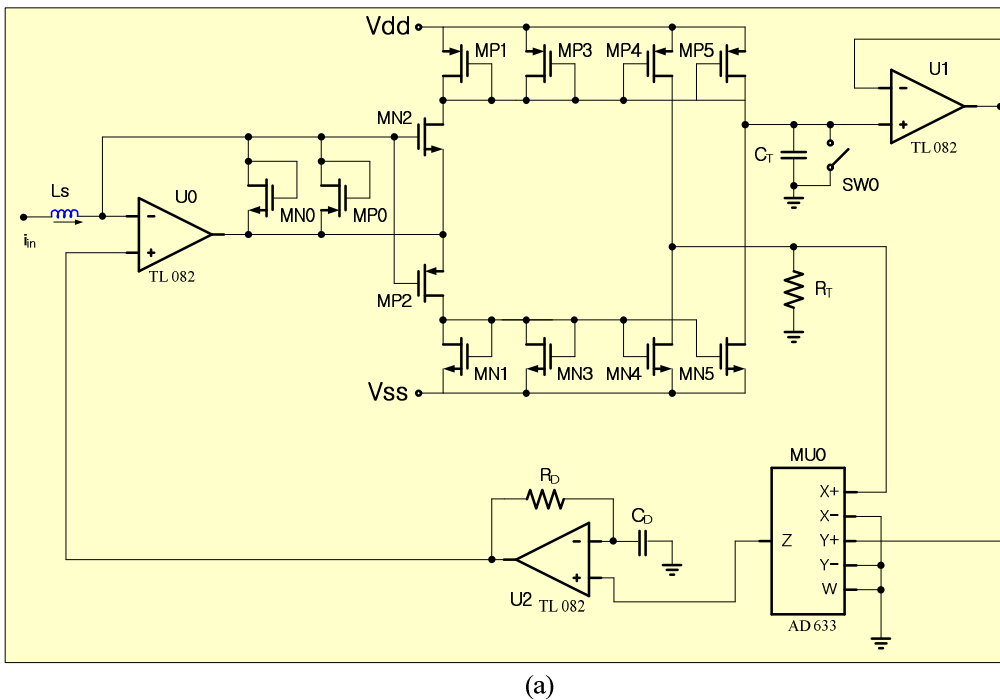 Vdd
MP1
MP3
MP4
MP5
U1
MN2
TL 082
CT
SW0
Ls
U0
MN0
MP0
iin
TL 082
MP2
RT
MN1
MN3
MN4
MN5
Vss
MU0
RD
X+
CD
X-
Z
Y+
Y-
U2
TL 082
W
AD 633
(a)